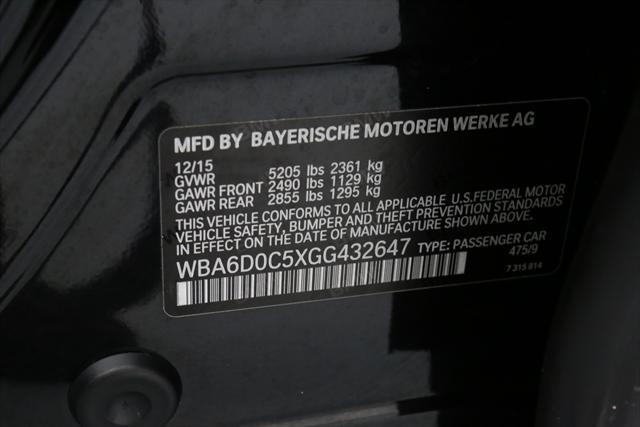 MFD BY BAYERISCHE MOTOREN WERKE AG
12/15
GVWR 5205 lbs 2361 kg
GAWR FRONT 2490 lbs 1129 kg
GAWR REAR 2855 lbs 1295 kg
THIS VEHICLE CONFORMS TO ALL APPLICABLE U.S.FEDERAL MOTOR
VEHICLE SAFETY, BUMPER, AND THEFT PREVENTION STANDARDS
IN EFFECT ON THE DATE OF MANUFACTURE SHOWN ABOVE.
WBA6D0C5XGG432647 TYPE: PASSENGER CAR
475/9
7 315 814